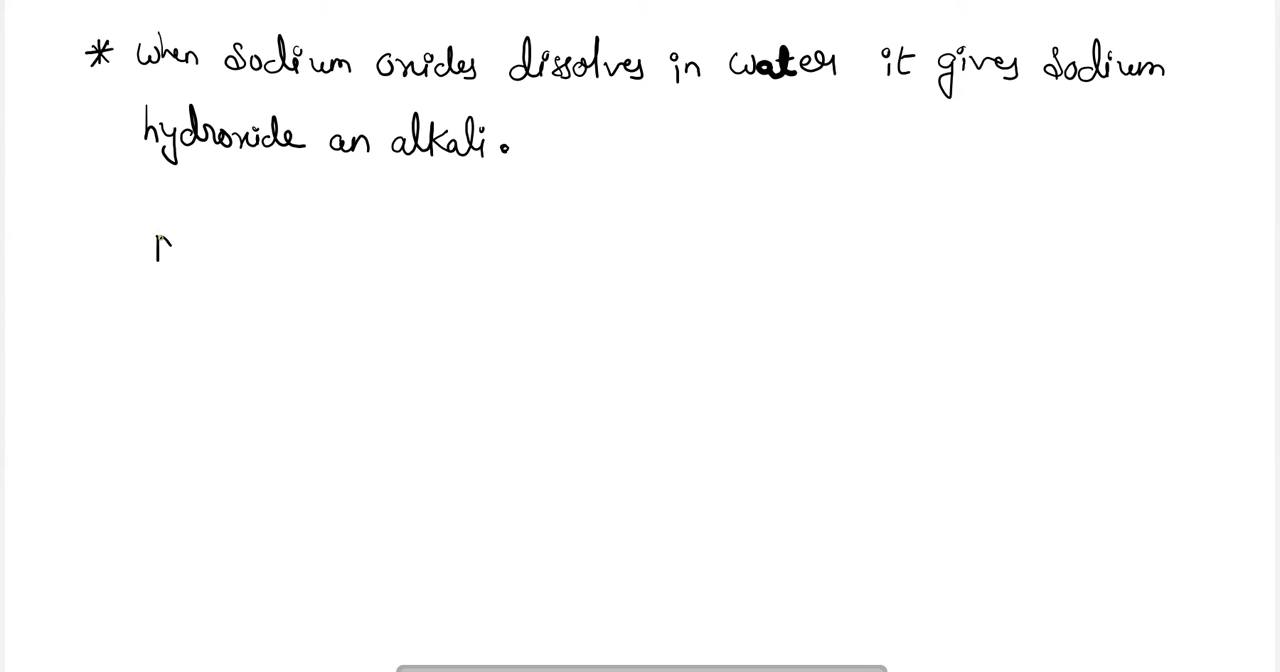 * When Sodium oxides dissolves in water it gives Sodium
hydroxide an alkali.